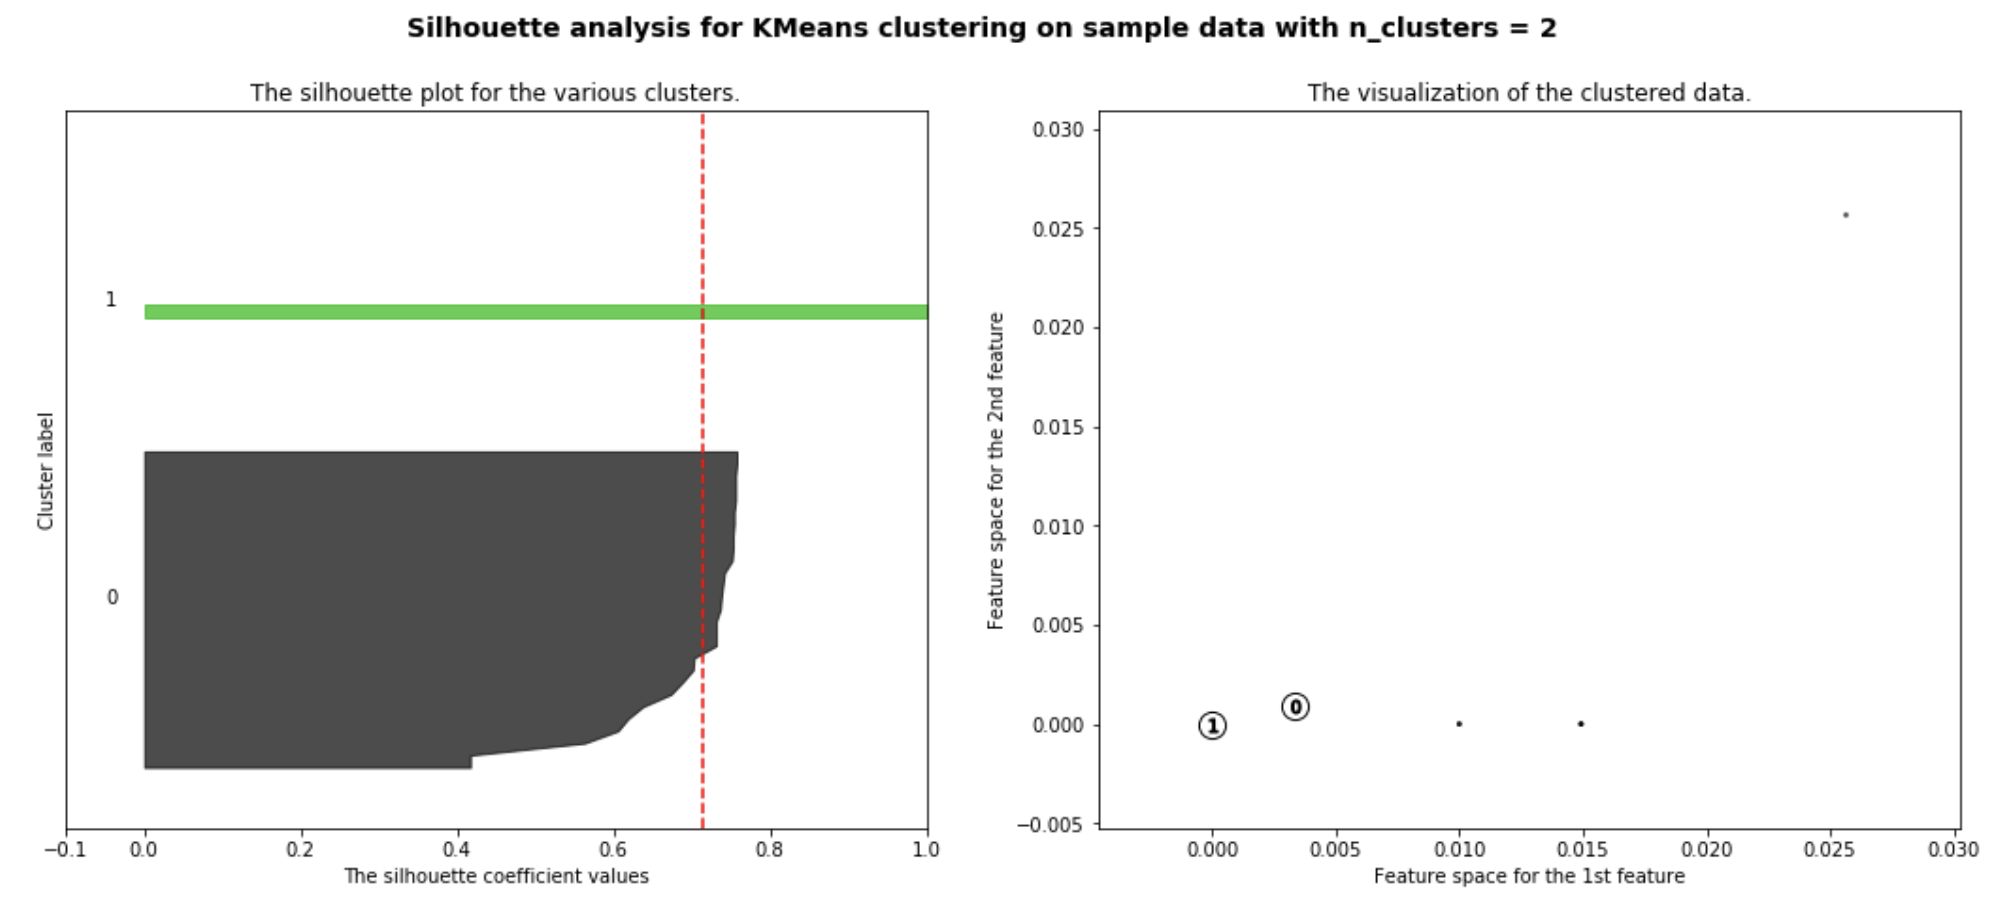 Silhouette analysis for KMeans clustering on sample data with n_clusters = 2
The silhouette plot for the various clusters.
1
0
Cluster label
−0.1 0.0 0.2 0.4 0.6 0.8 1.0
The silhouette coefficient values
The visualization of the clustered data.
0.030
0.025
0.020
0.015
0.010
0.005
0.000
−0.005
Feature space for the 2nd feature
0
1
0.000 0.005 0.010 0.015 0.020 0.025 0.030
Feature space for the 1st feature